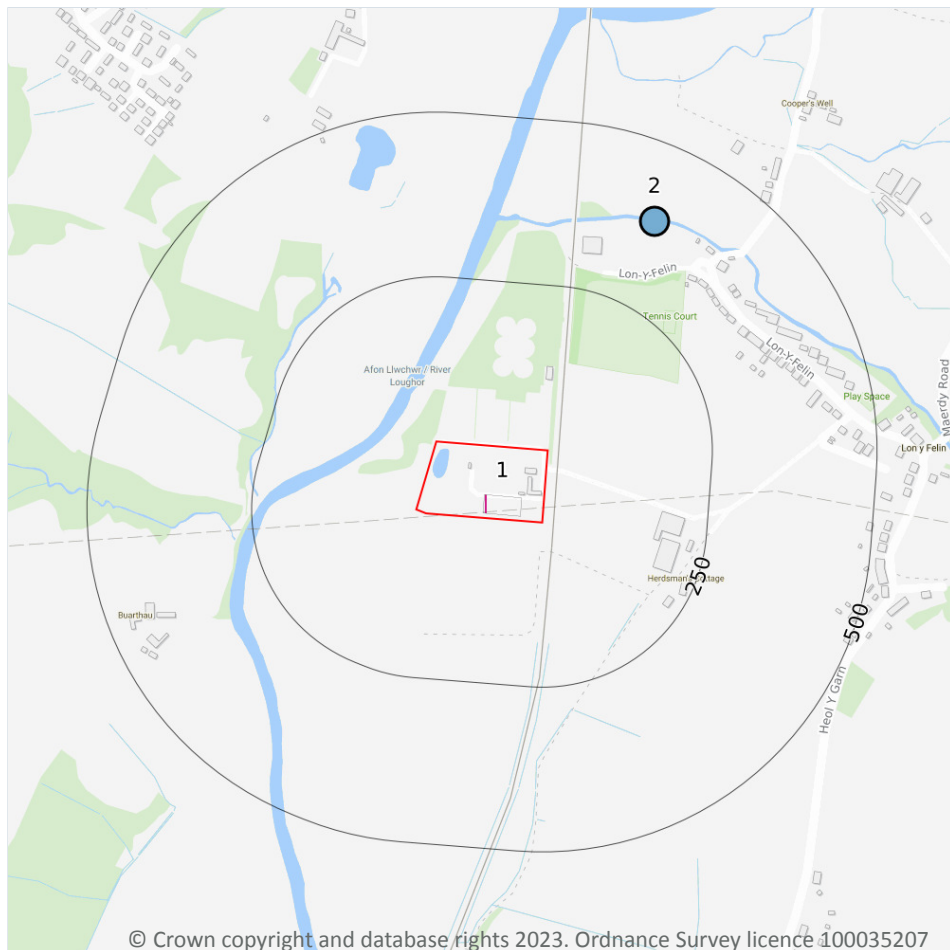 Cooper's Well
2
Lon-Y-Felin
Tennis Court
Lon-Y-Felin
Afon Llwchwr / River
Loughor
Play Space
Maerdy Road
Lon y Felin
1
Herdsman's Cottage
250
Buarthau
500
Heol Y Garn
© Crown copyright and database rights 2023. Ordnance Survey licence 100035207